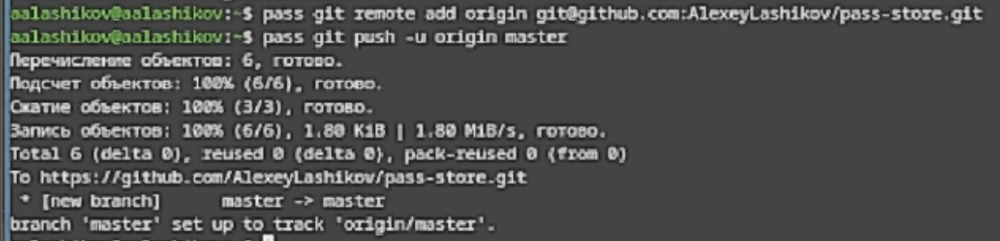 aalashikov@aalashikov:~$ pass git remote add origin git@github.com:AlexeyLashikov/pass-store.git
aalashikov@aalashikov:~$ pass git push -u origin master
Перечисление объектов: 6, готово.
Подсчет объектов: 100% (6/6), готово.
Сжатие объектов: 100% (3/3), готово.
Запись объектов: 100% (6/6), 1.80 KiB | 1.80 MiB/s, готово.
Total 6 (delta 0), reused 0 (delta 0), pack-reused 0 (from 0)
To https://github.com/AlexeyLashikov/pass-store.git
 * [new branch]      master -> master
branch 'master' set up to track 'origin/master'.